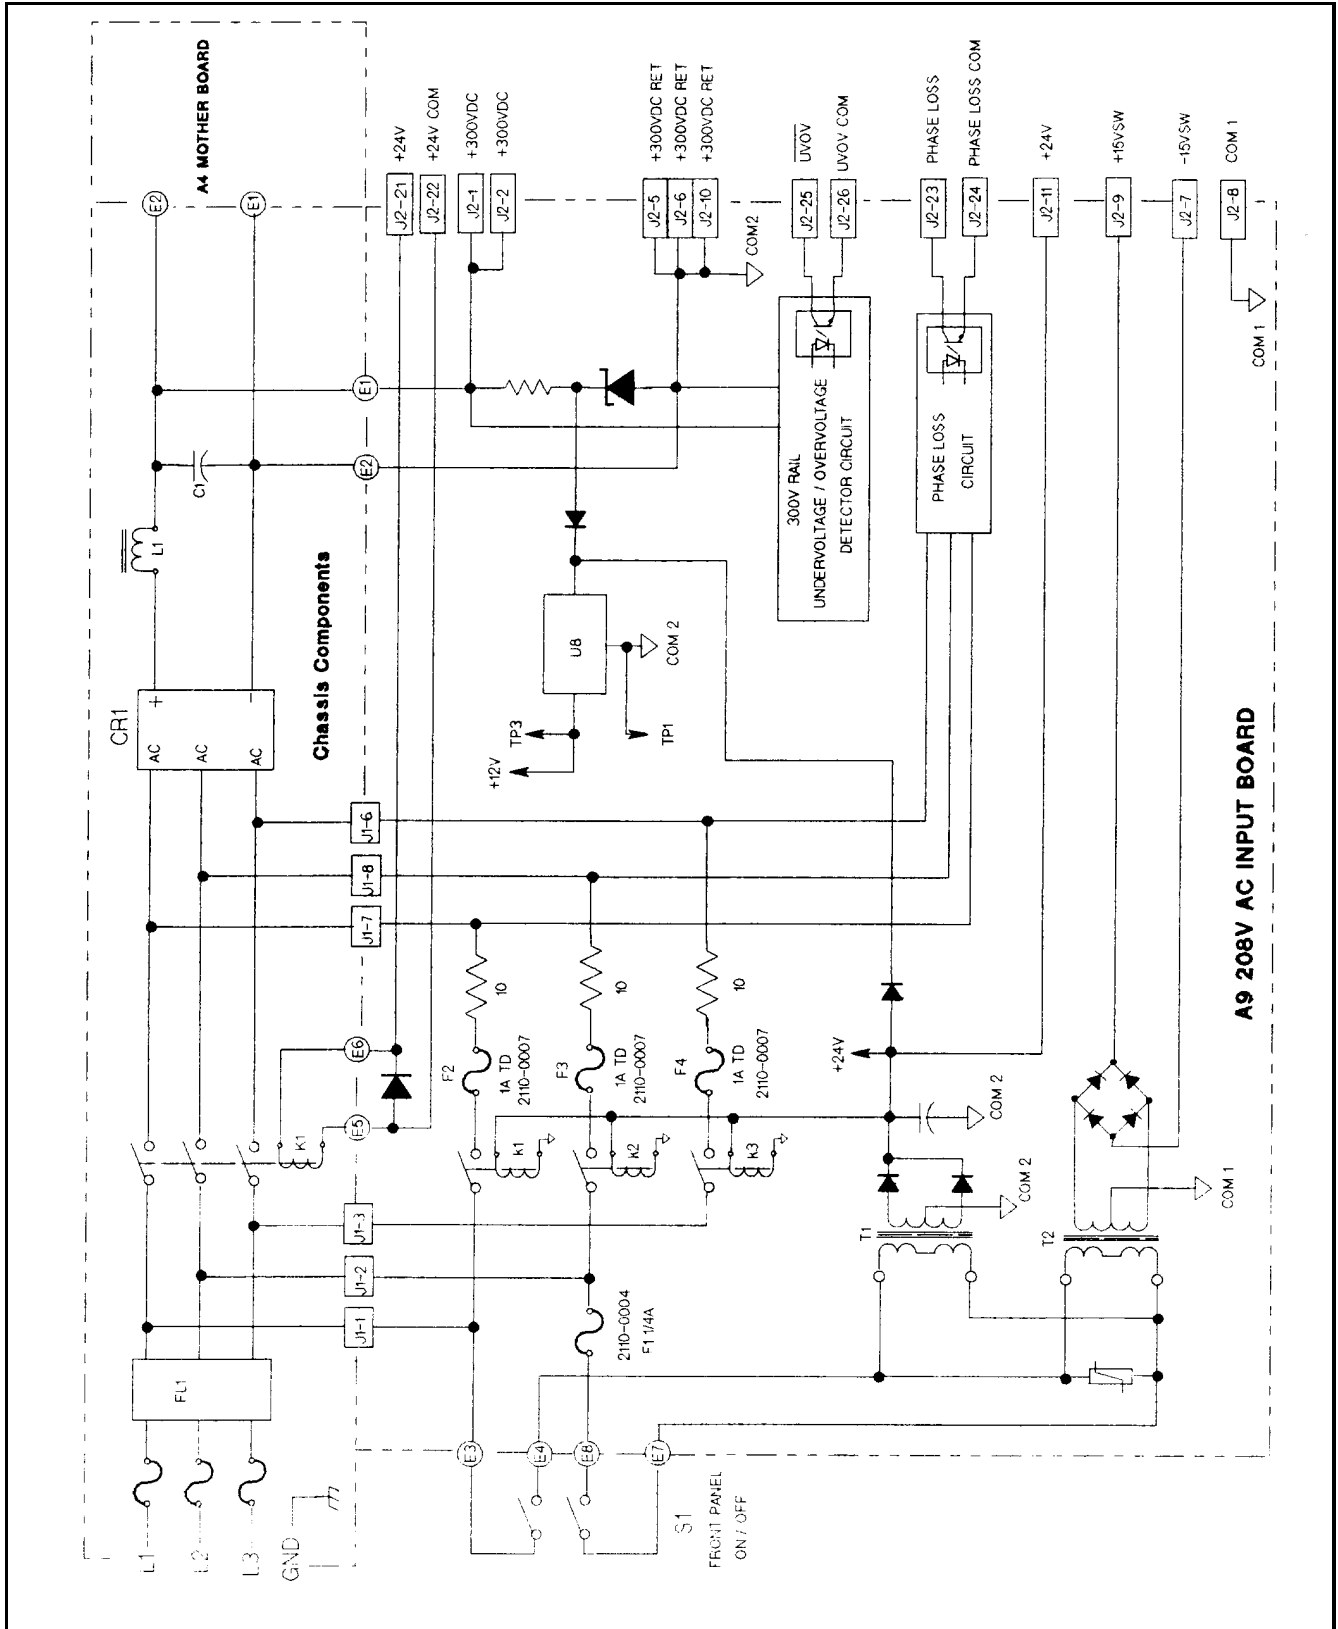 A4 MOTHER BOARD
E2
E1
J2-21 +24V
J2-22 +24V COM
J2-1 +300VDC
J2-2 +300VDC
J2-5 +300VDC RET
J2-6 +300VDC RET
J2-10 +300VDC RET
COM2
J2-25 UVOV
J2-26 UVOV COM
J2-23 PHASE LOSS
J2-24 PHASE LOSS COM
J2-11 +24V
J2-9 +15VSW
J2-7 -15VSW
J2-8 COM 1
COM 1
E1
E2
C1
L1
Chassis Components
CR1
+
-
AC
AC
AC
U8
COM 2
TP3
TP1
+12V
300V RAIL
UNDERVOLTAGE / OVERVOLTAGE
DETECTOR CIRCUIT
PHASE LOSS
CIRCUIT
J1-6
J1-8
J1-7
E6
E5
K1
J1-3
J1-2
J1-1
10
10
10
F2
1A TD
2110-0007
F3
1A TD
2110-0007
F4
1A TD
2110-0007
K1
K2
K3
2110-0004
F1 1/4A
+24V
COM 2
COM 2
T1
T2
COM 1
FL1
L1
L2
L3
GND
E3
E4
E8
E7
S1
FRONT PANEL
ON / OFF
A9 208V AC INPUT BOARD